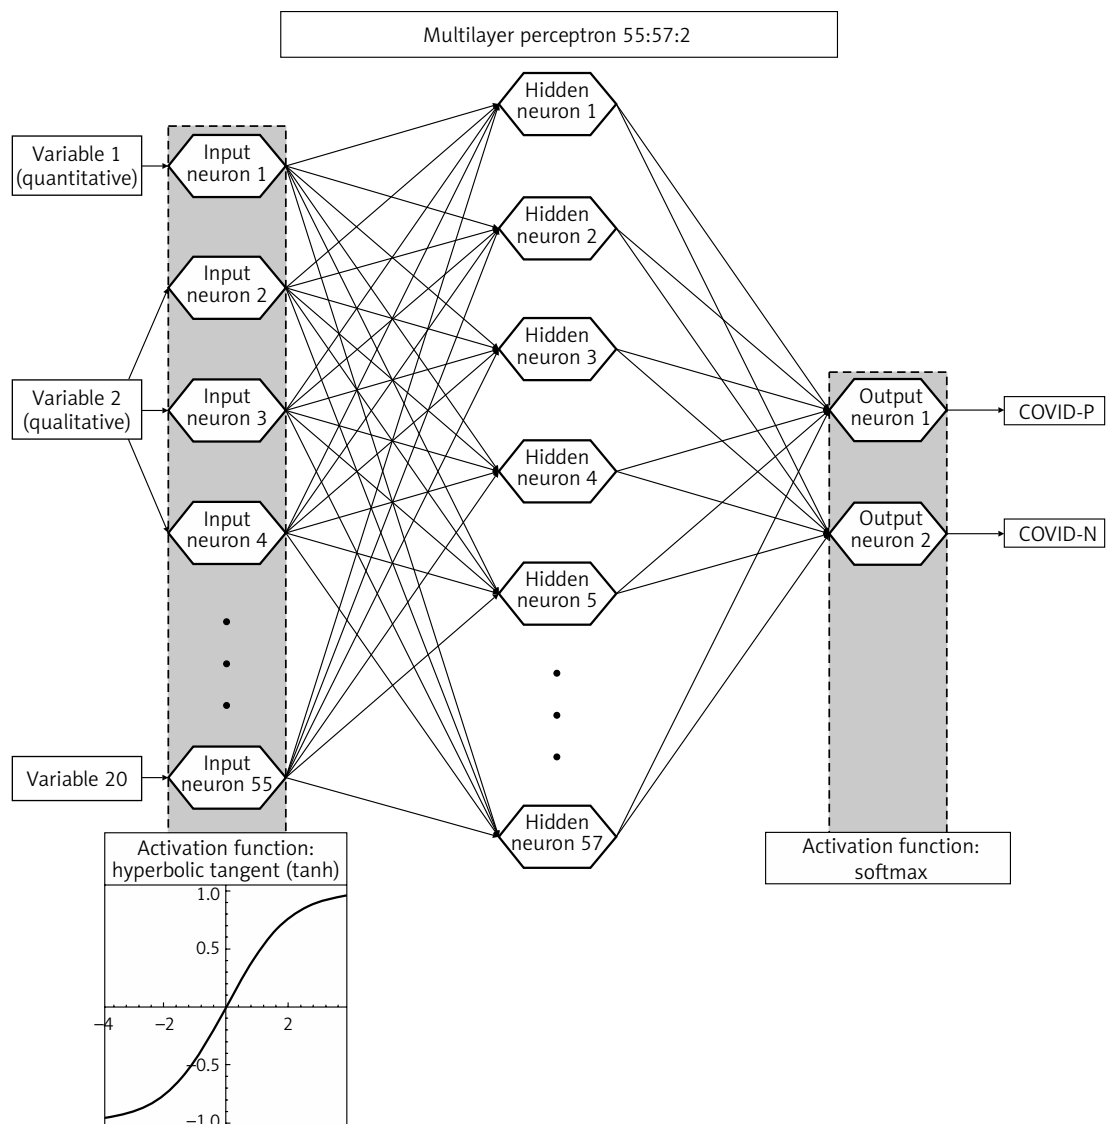 Multilayer perceptron 55:57:2
Variable 1
(quantitative)
Variable 2
(qualitative)
Variable 20
Input
neuron 1
Input
neuron 2
Input
neuron 3
Input
neuron 4
Input
neuron 55
Hidden
neuron 1
Hidden
neuron 2
Hidden
neuron 3
Hidden
neuron 4
Hidden
neuron 5
Hidden
neuron 57
Output
neuron 1
Output
neuron 2
COVID-P
COVID-N
Activation function:
hyperbolic tangent (tanh)
1.0
0.5
−4 −2 2
−0.5
−1.0
Activation function:
softmax